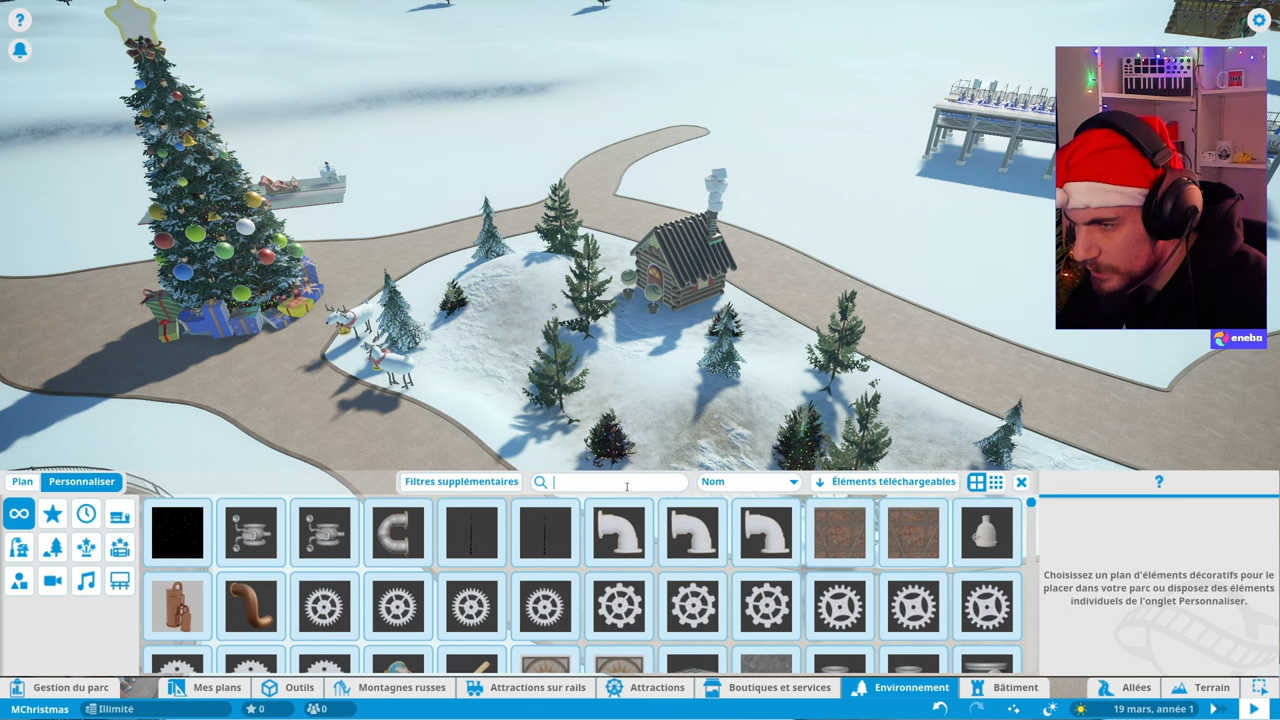 ?
eneba
Plan Personnaliser
Filtres supplémentaires
Nom
Éléments téléchargeables
?
Choisissez un plan d'éléments décoratifs pour le
placer dans votre parc ou disposez des éléments
individuels de l'onglet Personnaliser.
Gestion du parc Mes plans Outils Montagnes russes Attractions sur rails Attractions Boutiques et services Environnement Bâtiment Allées Terrain
MChristmas Illimité 0 0 19 mars, année 1